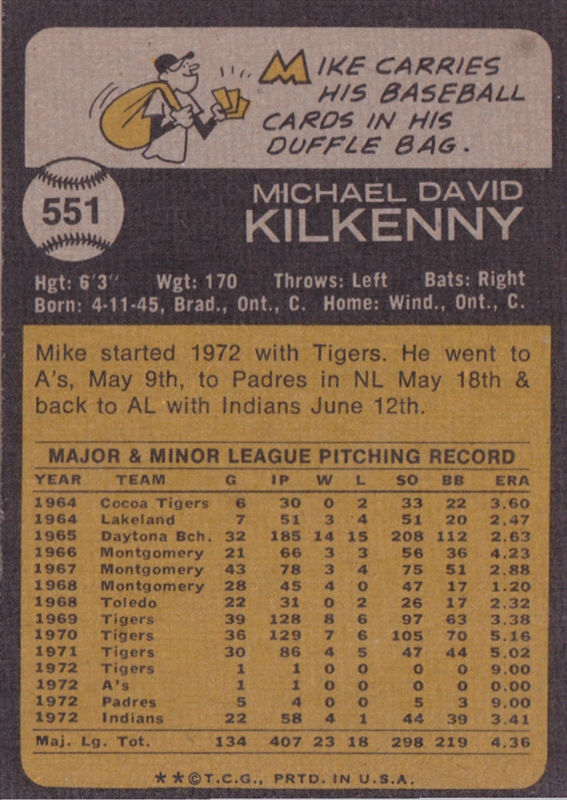 MIKE CARRIES
HIS BASEBALL
CARDS IN HIS
DUFFLE BAG.
551
MICHAEL DAVID
KILKENNY
Hgt: 6'3" Wgt: 170 Throws: Left Bats: Right
Born: 4-11-45, Brad., Ont., C. Home: Wind., Ont., C.
Mike started 1972 with Tigers. He went to
A's, May 9th, to Padres in NL May 18th &
back to AL with Indians June 12th.
MAJOR & MINOR LEAGUE PITCHING RECORD
YEAR TEAM G IP W L SO BB ERA
1964 Cocoa Tigers 6 30 0 2 33 22 3.60
1964 Lakeland 7 51 3 4 51 20 2.47
1965 Daytona Bch. 32 185 14 15 208 112 2.63
1966 Montgomery 21 66 3 3 56 36 4.23
1967 Montgomery 43 78 3 4 75 51 2.88
1968 Montgomery 28 45 4 0 47 17 1.20
1968 Toledo 22 31 0 2 26 17 2.32
1969 Tigers 39 128 8 6 97 63 3.38
1970 Tigers 36 129 7 6 105 70 5.16
1971 Tigers 30 86 4 5 47 44 5.02
1972 Tigers 1 1 0 0 0 0 9.00
1972 A's 1 1 0 0 0 0 0.00
1972 Padres 5 4 0 0 5 3 9.00
1972 Indians 22 58 4 1 44 39 3.41
Maj. Lg. Tot. 134 407 23 18 298 219 4.36
**©T.C.G., PRTD. IN U.S.A.